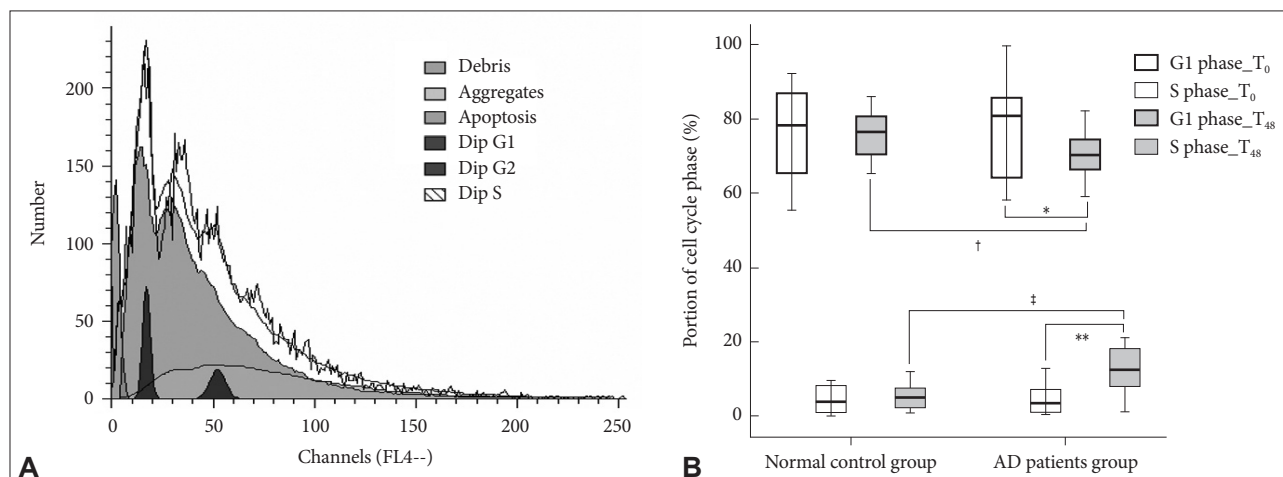 Number
200
150
100
50
0
0
50
100
150
200
250
Channels (FL4--)
Debris
Aggregates
Apoptosis
Dip G1
Dip G2
Dip S
A
Portion of cell cycle phase (%)
100
80
60
40
20
0
*
†
‡
**
Normal control group
AD patients group
G1 phase_T₀
S phase_T₀
G1 phase_T₄₈
S phase_T₄₈
B